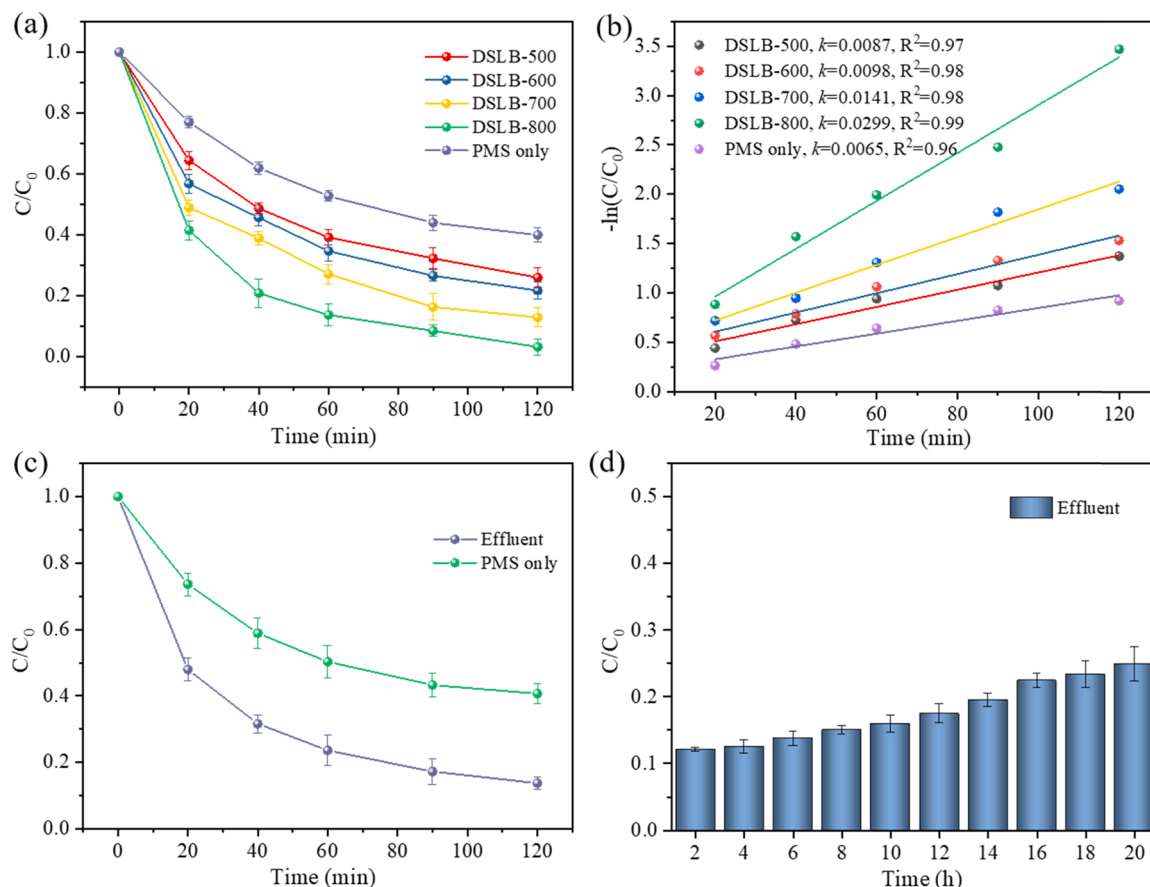 (a)
1.0
0.8
0.6
0.4
0.2
0.0
C/C0
DSLB-500
DSLB-600
DSLB-700
DSLB-800
PMS only
0 20 40 60 80 100 120
Time (min)
(b)
3.5
3.0
2.5
2.0
1.5
1.0
0.5
0.0
-ln(C/C0)
DSLB-500, k=0.0087, R²=0.97
DSLB-600, k=0.0098, R²=0.98
DSLB-700, k=0.0141, R²=0.98
DSLB-800, k=0.0299, R²=0.99
PMS only, k=0.0065, R²=0.96
20 40 60 80 100 120
Time (min)
(c)
1.0
0.8
0.6
0.4
0.2
0.0
C/C0
Effluent
PMS only
0 20 40 60 80 100 120
Time (min)
(d)
0.5
0.4
0.3
0.2
0.1
0.0
C/C0
Effluent
2 4 6 8 10 12 14 16 18 20
Time (h)